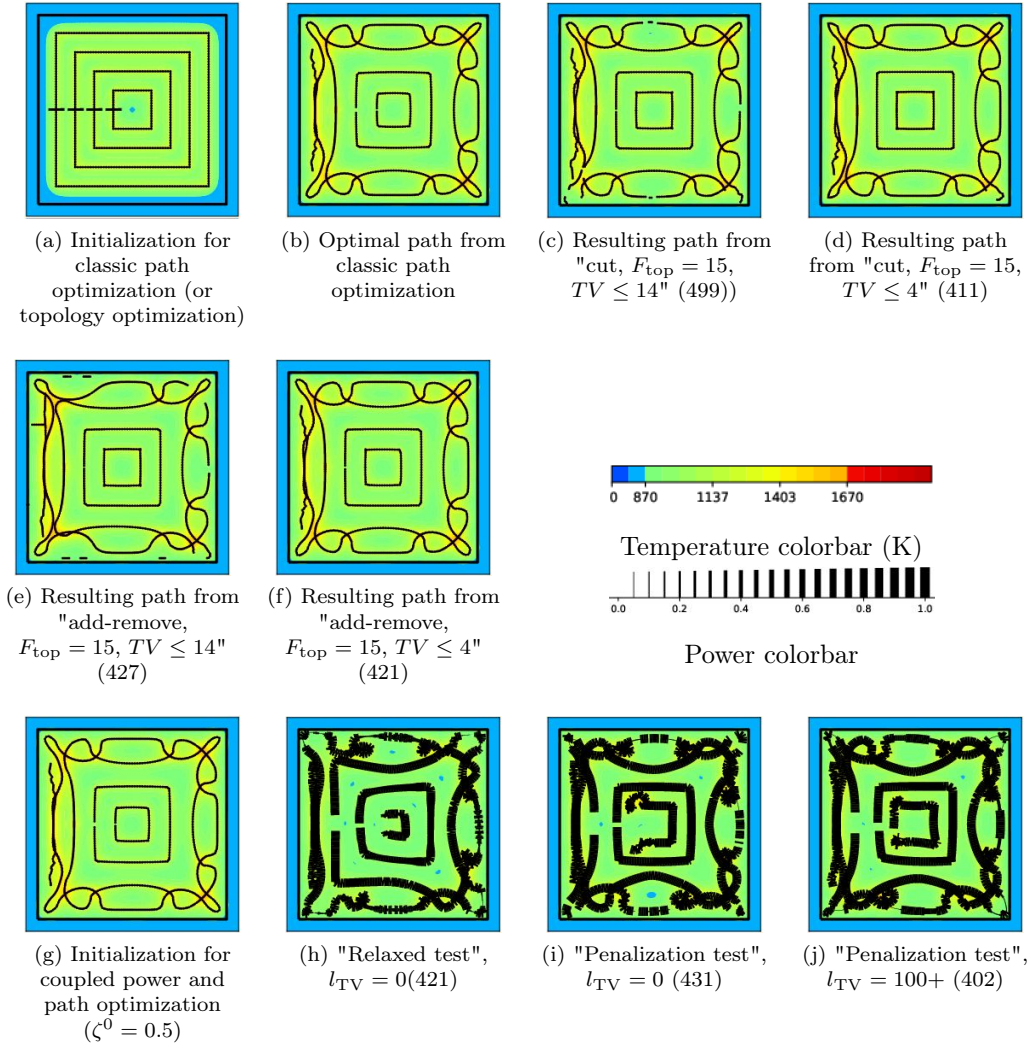 (a) Initialization for
classic path
optimization (or
topology optimization)
(b) Optimal path from
classic path
optimization
(c) Resulting path from
"cut, F_top = 15,
TV ≤ 14" (499))
(d) Resulting path
from "cut, F_top = 15,
TV ≤ 4" (411)
(e) Resulting path from
"add-remove,
F_top = 15, TV ≤ 14"
(427)
(f) Resulting path from
"add-remove,
F_top = 15, TV ≤ 4"
(421)
0 870 1137 1403 1670
Temperature colorbar (K)
0.0 0.2 0.4 0.6 0.8 1.0
Power colorbar
(g) Initialization for
coupled power and
path optimization
(ζ⁰ = 0.5)
(h) "Relaxed test",
l_TV = 0(421)
(i) "Penalization test",
l_TV = 0 (431)
(j) "Penalization test",
l_TV = 100+ (402)